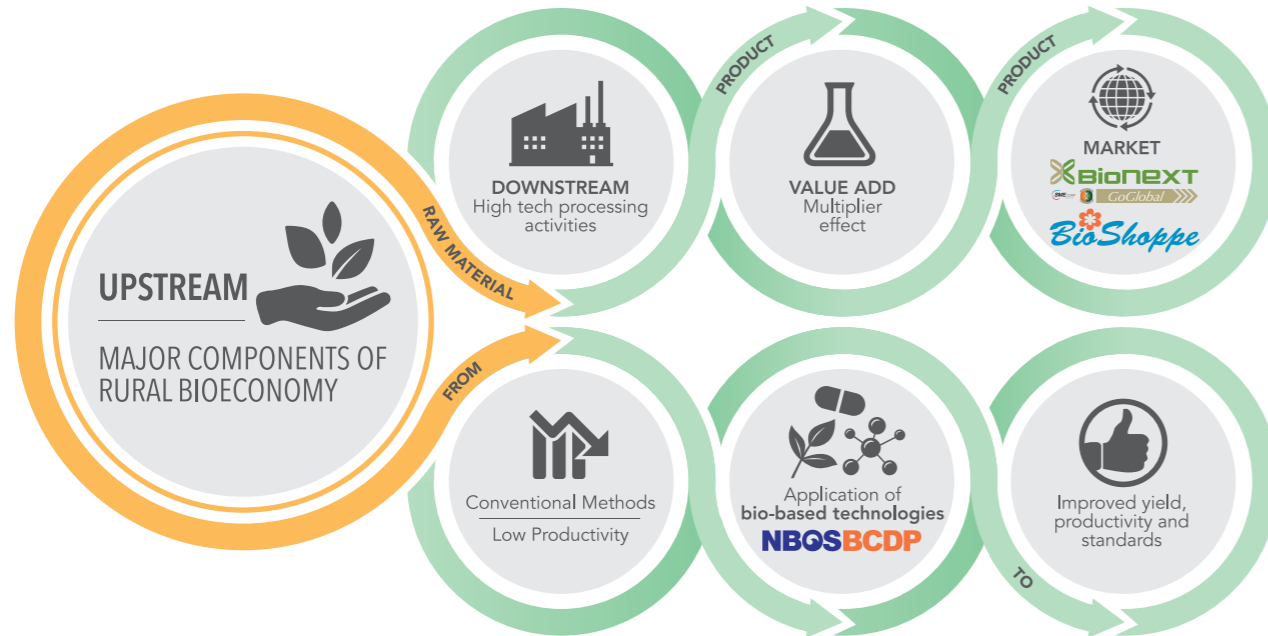 UPSTREAM
MAJOR COMPONENTS OF
RURAL BIOECONOMY
RAW MATERIAL
DOWNSTREAM
High tech processing
activities
PRODUCT
VALUE ADD
Multiplier
effect
PRODUCT
MARKET
BIONEXT
GoGlobal
BioShoppe
FROM
Conventional Methods
Low Productivity
Application of
bio-based technologies
NBOSBCDP
TO
Improved yield,
productivity and
standards